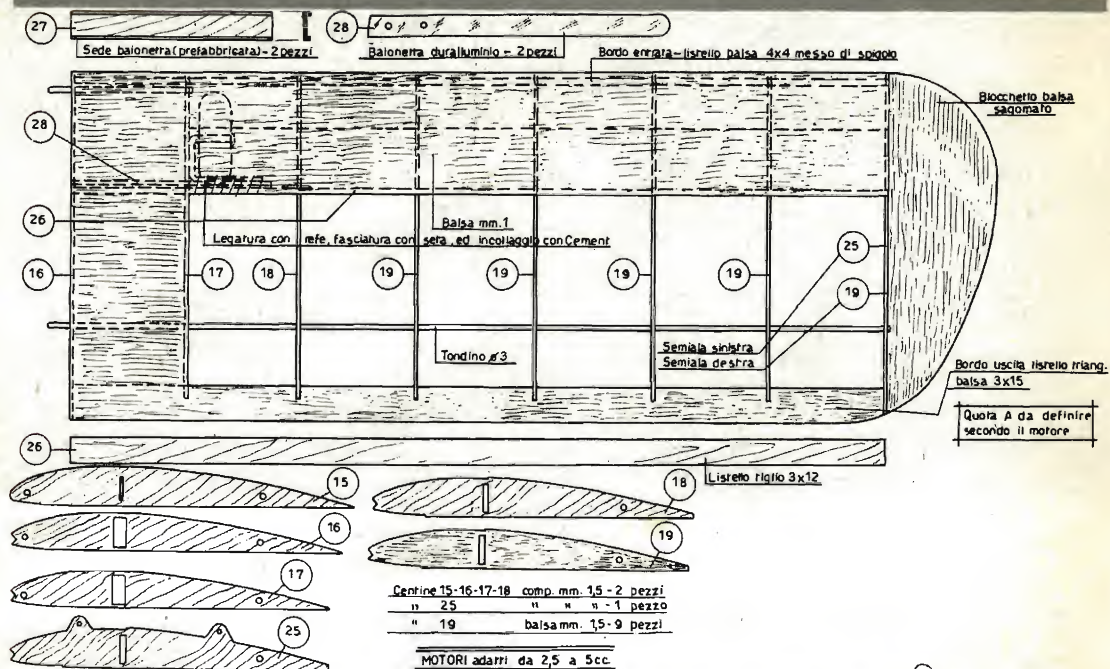 27
Sede baionetta (prefabbricata) - 2 pezzi
28
Baionetta duralluminio - 2 pezzi
Bordo entrata - listello balsa 4x4 messo di spigolo
Blocchetto balsa
sagomato
28
26
Balsa mm.1
Legatura con refe, fasciatura con seta, ed incollaggio con Cement
16
17
18
19
19
19
19
25
19
Semiala sinistra
Semiala destra
Tondino ø3
Bordo uscita listello triang.
balsa 3x15
Quota A da definire
secondo il motore
26
Listello tiglio 3x12
15
16
17
25
18
19
Centine 15-16-17-18 comp. mm. 1,5 - 2 pezzi
" 25 " " " - 1 pezzo
" 19 balsa mm. 1,5 - 9 pezzi
MOTORI adatti da 2,5 a 5cc.